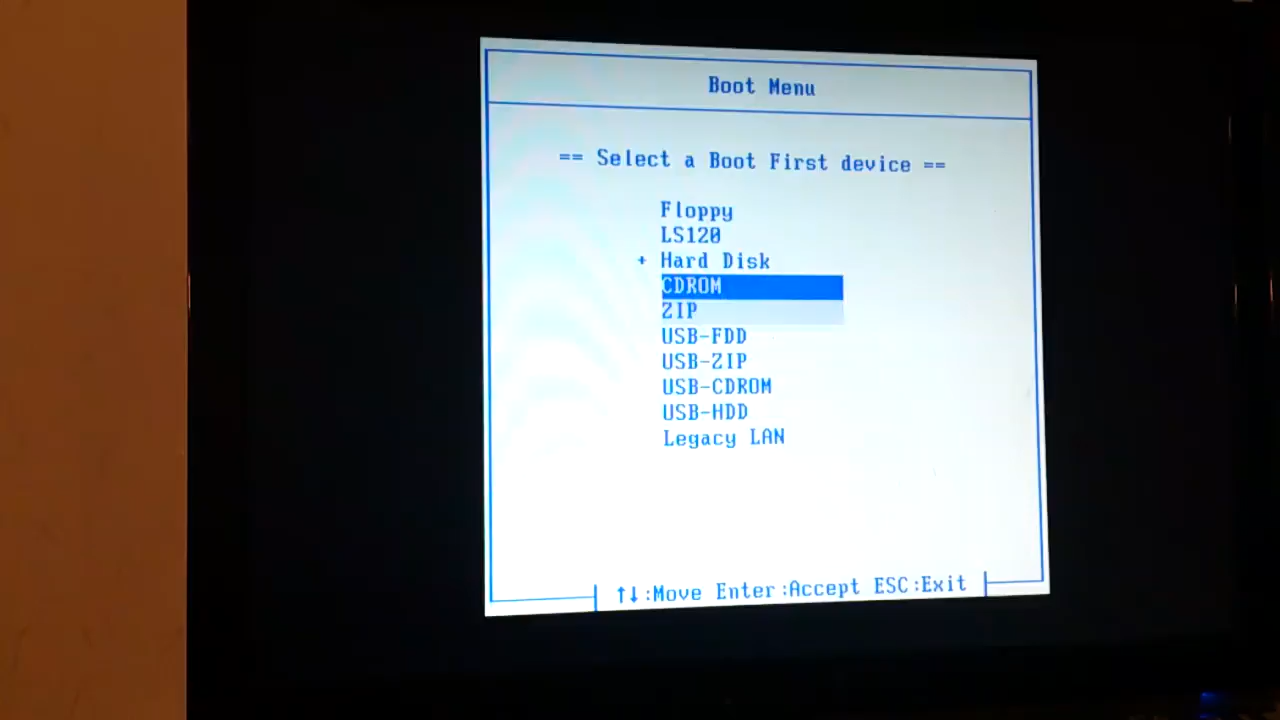 Boot Menu
== Select a Boot First device ==
Floppy
LS120
+ Hard Disk
CDROM
ZIP
USB-FDD
USB-ZIP
USB-CDROM
USB-HDD
Legacy LAN
↑↓:Move Enter:Accept ESC:Exit